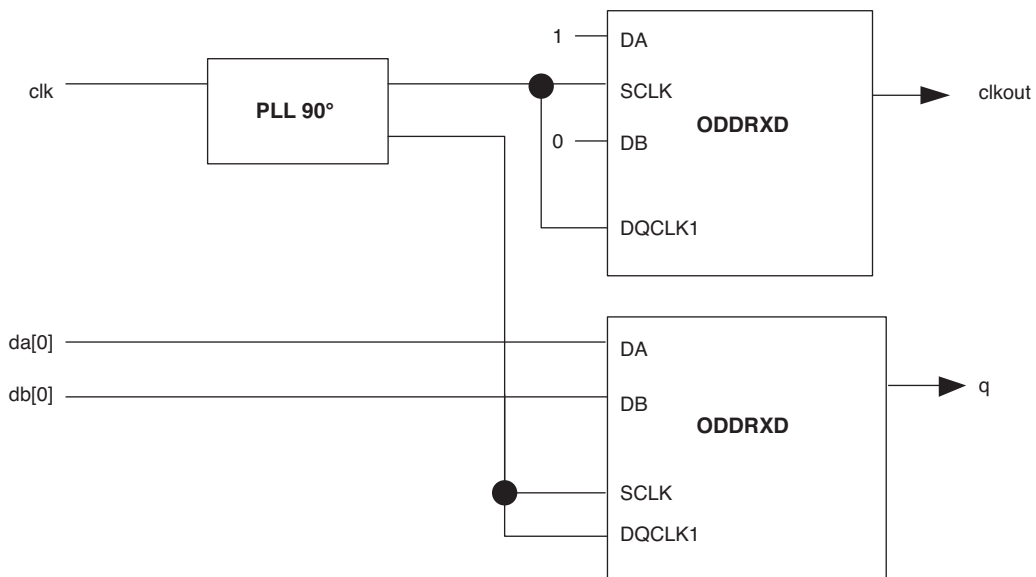 1
DA
clk
PLL 90°
SCLK
clkout
ODDRXD
0
DB
DQCLK1
da[0]
DA
q
db[0]
DB
ODDRXD
SCLK
DQCLK1